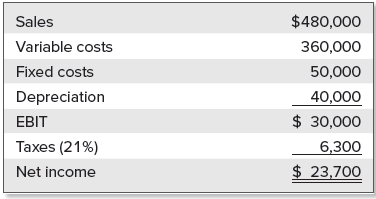 Sales $480,000
Variable costs 360,000
Fixed costs 50,000
Depreciation 40,000
EBIT $ 30,000
Taxes (21%) 6,300
Net income $ 23,700